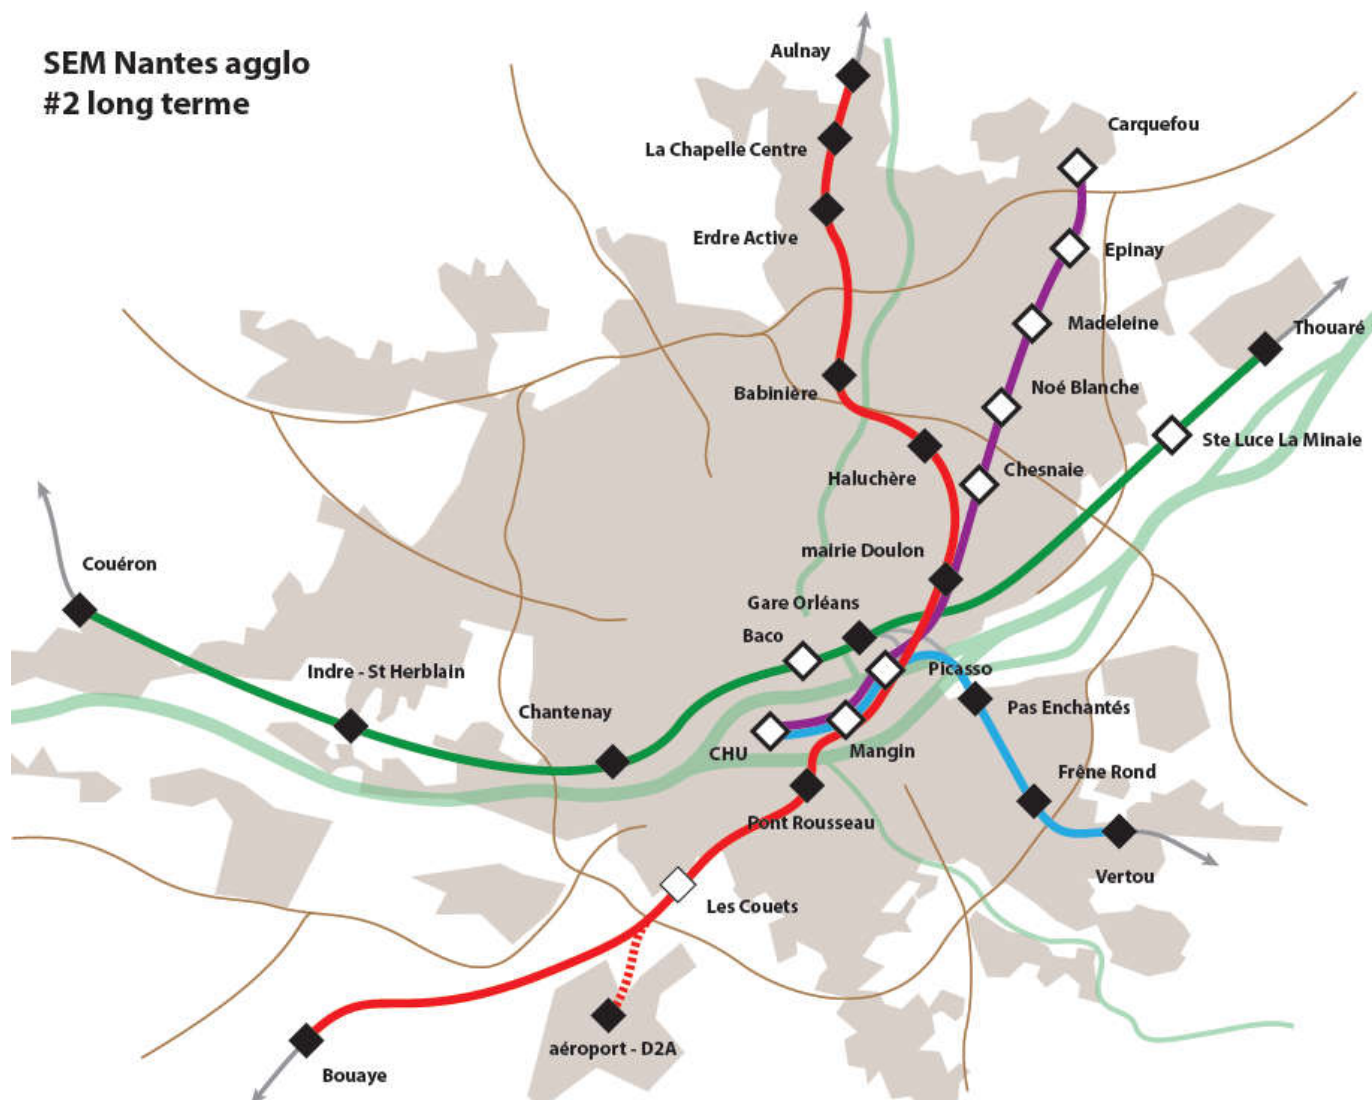 SEM Nantes agglo
#2 long terme
Aulnay
La Chapelle Centre
Carquefou
Erdre Active
Epinay
Madeleine
Thouaré
Babinière
Noé Blanche
Ste Luce La Minaie
Haluchère
Chesnaie
mairie Doulon
Couéron
Gare Orléans
Baco
Indre - St Herblain
Picasso
Chantenay
Pas Enchantés
CHU
Mangin
Frêne Rond
Pont Rousseau
Vertou
Les Couets
aéroport - D2A
Bouaye